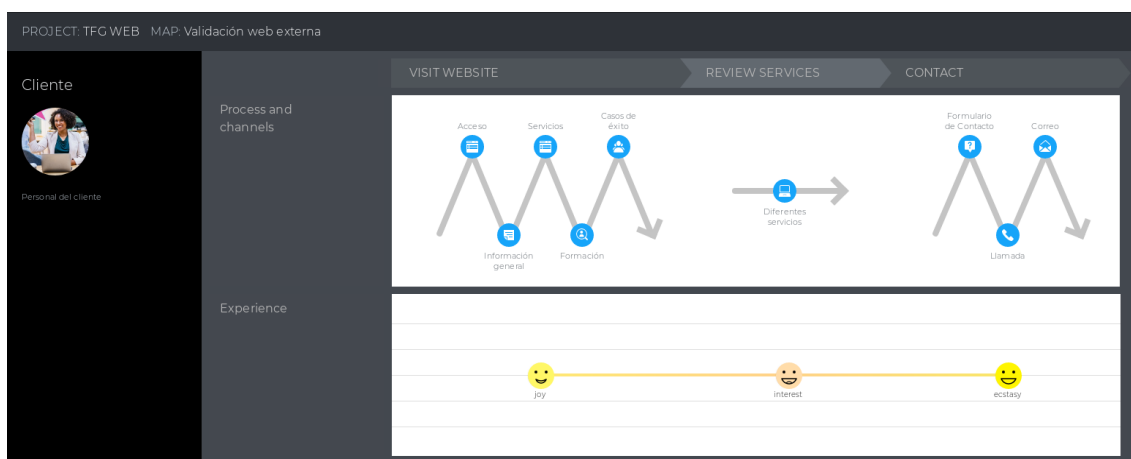 PROJECT: TFG WEB MAP: Validación web externa
Cliente
Personal del cliente
VISIT WEBSITE
REVIEW SERVICES
CONTACT
Process and
channels
Acceso
Servicios
Casos de
éxito
Información
general
Formación
Diferentes
servicios
Formulario
de Contacto
Correo
Llamada
Experience
joy
interest
ecstasy